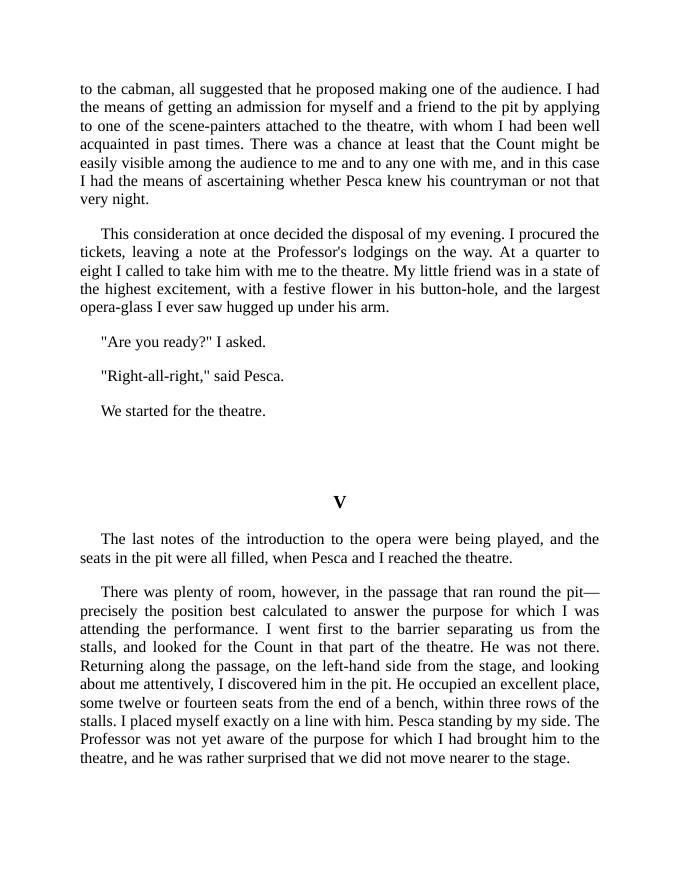 to the cabman, all suggested that he proposed making one of the audience. I had
the means of getting an admission for myself and a friend to the pit by applying
to one of the scene-painters attached to the theatre, with whom I had been well
acquainted in past times. There was a chance at least that the Count might be
easily visible among the audience to me and to any one with me, and in this case
I had the means of ascertaining whether Pesca knew his countryman or not that
very night.
This consideration at once decided the disposal of my evening. I procured the
tickets, leaving a note at the Professor's lodgings on the way. At a quarter to
eight I called to take him with me to the theatre. My little friend was in a state of
the highest excitement, with a festive flower in his button-hole, and the largest
opera-glass I ever saw hugged up under his arm.
"Are you ready?" I asked.
"Right-all-right," said Pesca.
We started for the theatre.
V
The last notes of the introduction to the opera were being played, and the
seats in the pit were all filled, when Pesca and I reached the theatre.
There was plenty of room, however, in the passage that ran round the pit—
precisely the position best calculated to answer the purpose for which I was
attending the performance. I went first to the barrier separating us from the
stalls, and looked for the Count in that part of the theatre. He was not there.
Returning along the passage, on the left-hand side from the stage, and looking
about me attentively, I discovered him in the pit. He occupied an excellent place,
some twelve or fourteen seats from the end of a bench, within three rows of the
stalls. I placed myself exactly on a line with him. Pesca standing by my side. The
Professor was not yet aware of the purpose for which I had brought him to the
theatre, and he was rather surprised that we did not move nearer to the stage.